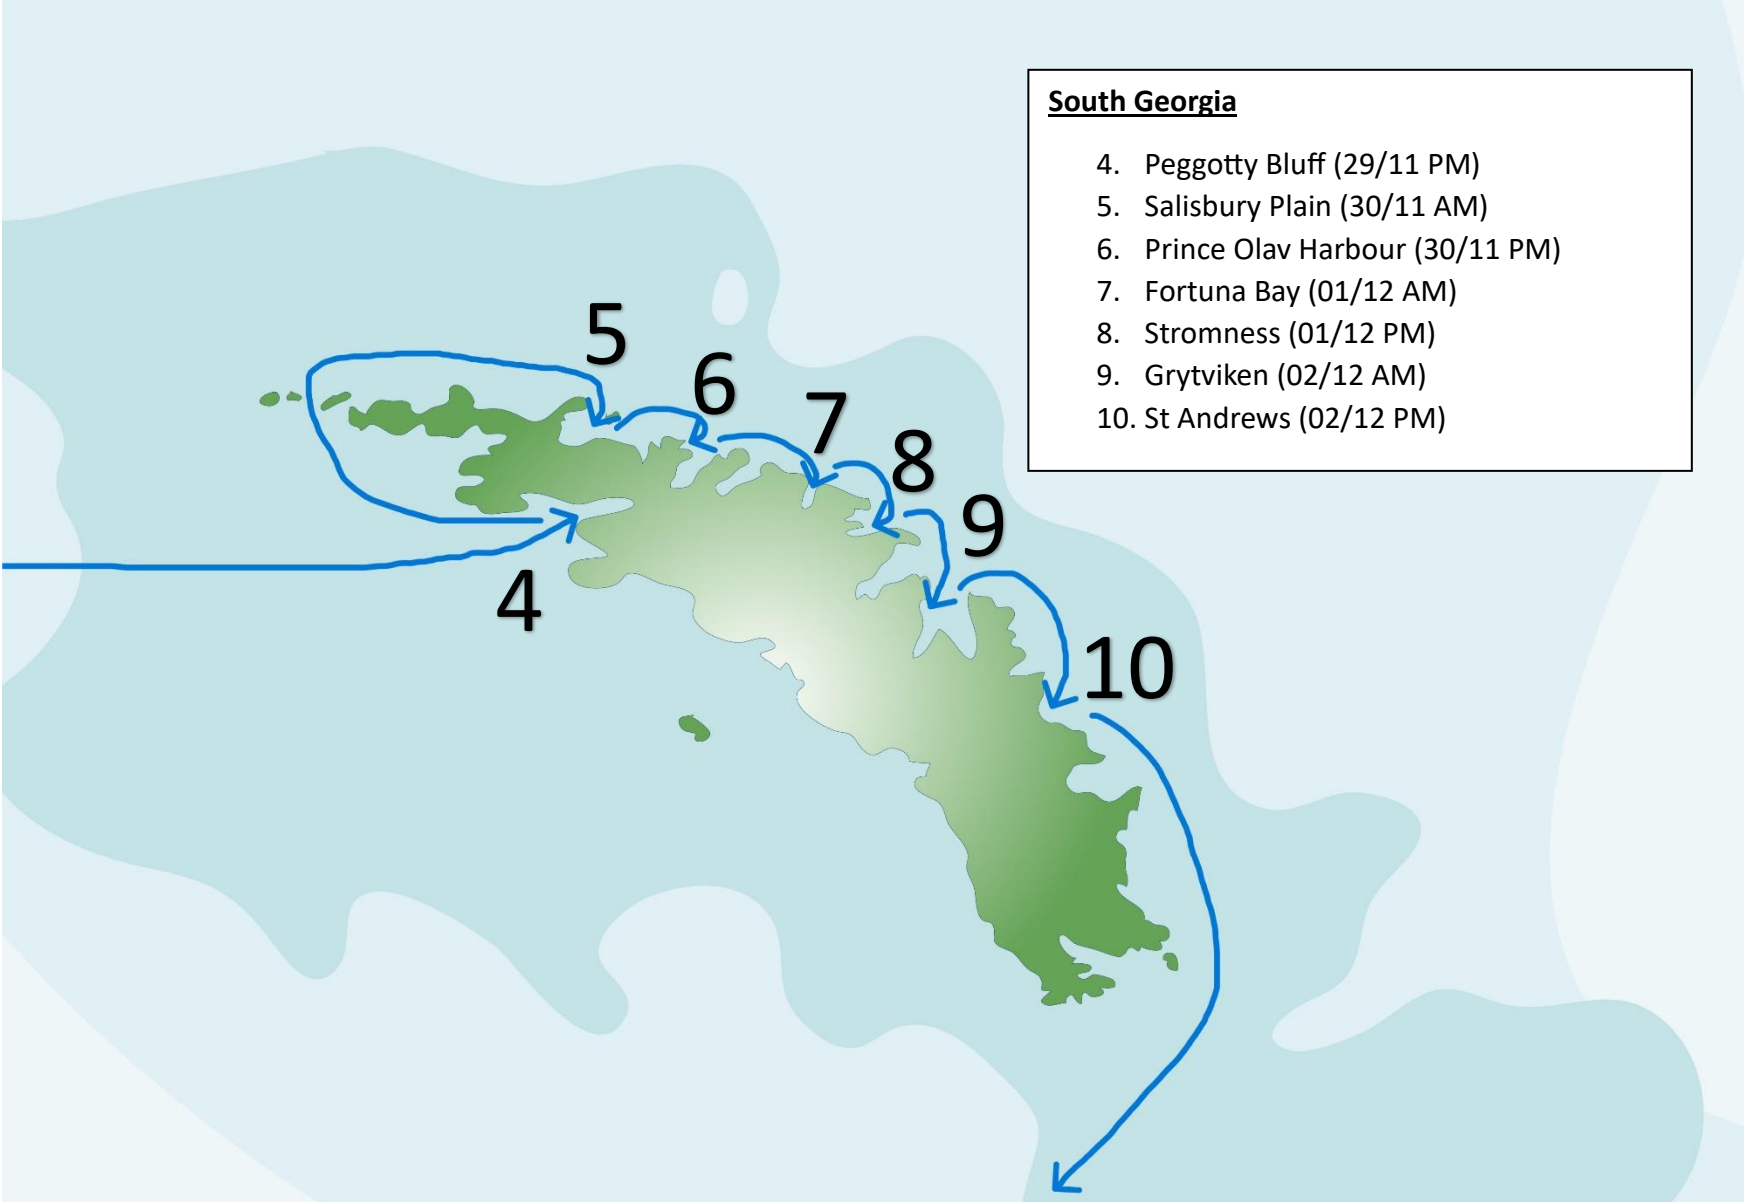 South Georgia
4. Peggotty Bluff (29/11 PM)
5. Salisbury Plain (30/11 AM)
6. Prince Olav Harbour (30/11 PM)
7. Fortuna Bay (01/12 AM)
8. Stromness (01/12 PM)
9. Grytviken (02/12 AM)
10. St Andrews (02/12 PM)
5
6
7
8
9
4
10